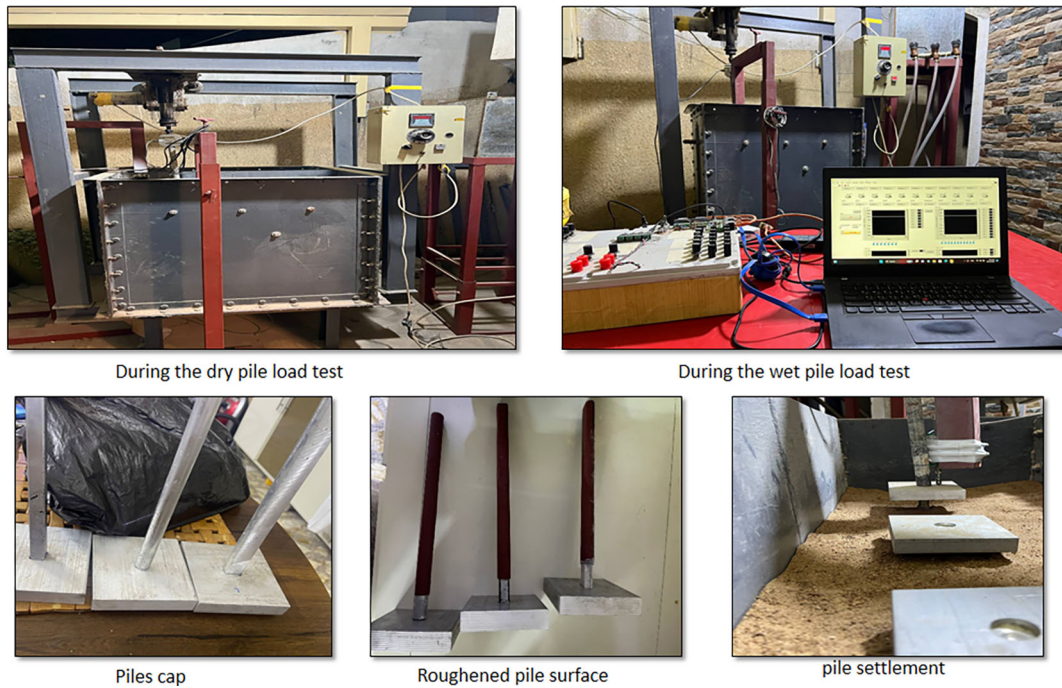 During the dry pile load test
During the wet pile load test
Piles cap
Roughened pile surface
pile settlement